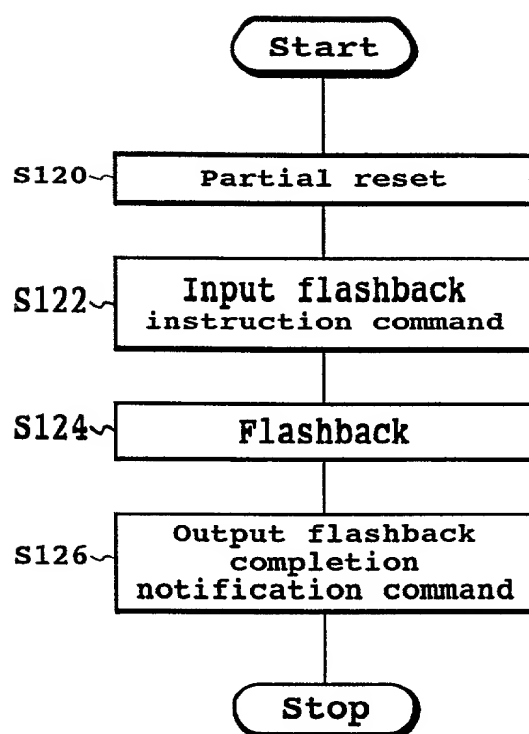 Start
S120 Partial reset
S122 Input flashback
instruction command
S124 Flashback
S126 Output flashback
completion
notification command
Stop